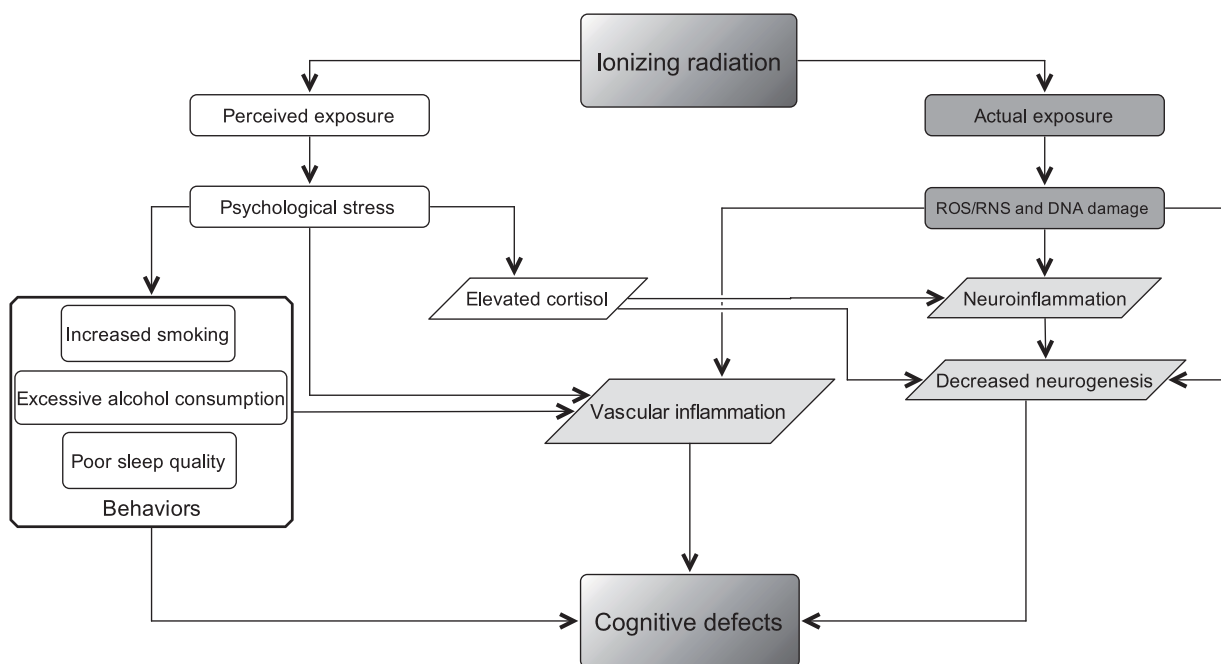 Ionizing radiation
Perceived exposure
Actual exposure
Psychological stress
ROS/RNS and DNA damage
Elevated cortisol
Neuroinflammation
Increased smoking
Excessive alcohol consumption
Poor sleep quality
Behaviors
Vascular inflammation
Decreased neurogenesis
Cognitive defects